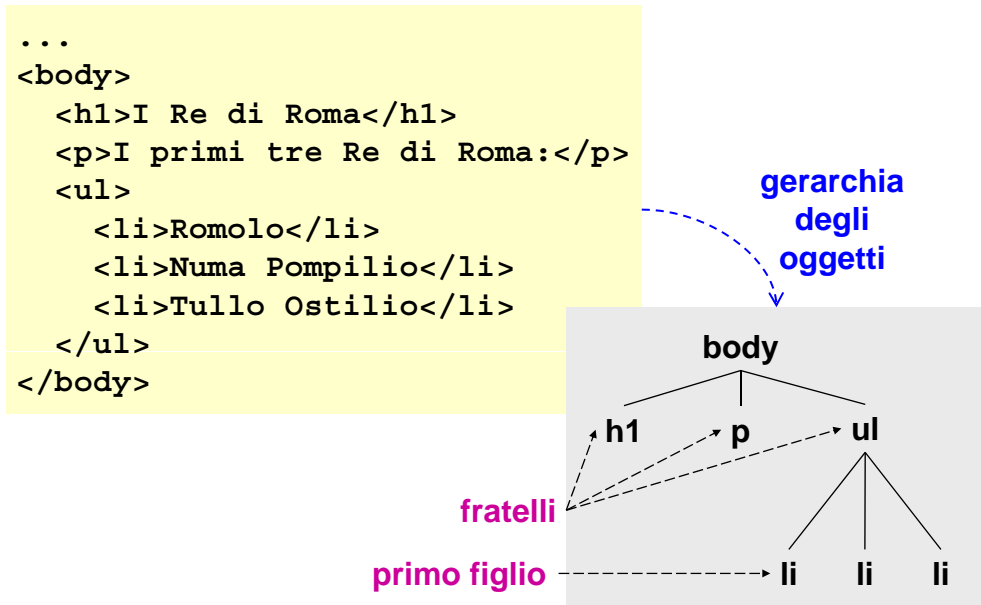 ...
<body>
  <h1>I Re di Roma</h1>
  <p>I primi tre Re di Roma:</p>
  <ul>
    <li>Romolo</li>
    <li>Numa Pompilio</li>
    <li>Tullo Ostilio</li>
  </ul>
</body>
gerarchia
degli
oggetti
body
h1 p ul
fratelli
primo figlio li li li